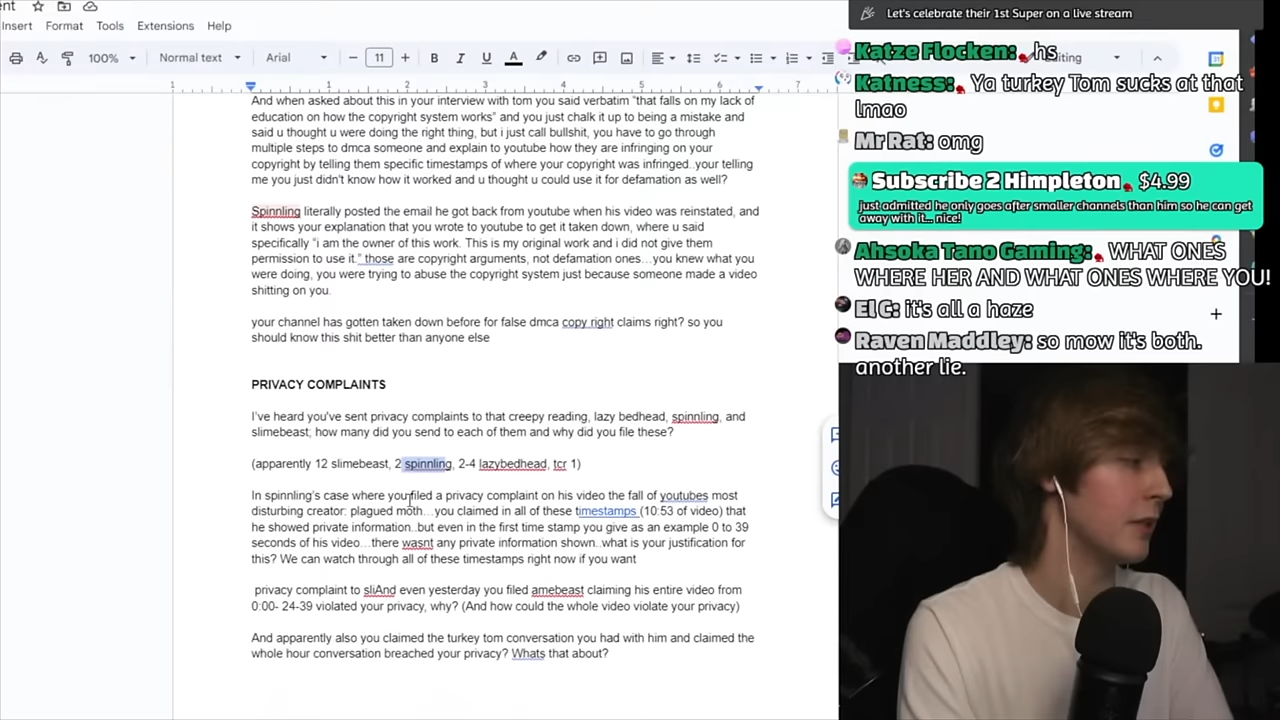 ent
Insert Format Tools Extensions Help
100% Normal text Arial 11 B I U A
Editing
1 1 2 3 4 5 6 7
And when asked about this in your interview with tom you said verbatim "that falls on my lack of
education on how the copyright system works" and you just chalk it up to being a mistake and
said u thought u were doing the right thing, but i just call bullshit, you have to go through
multiple steps to dmca someone and explain to youtube how they are infringing on your
copyright by telling them specific timestamps of where your copyright was infringed..your telling
me you just didn't know how it worked and u thought u could use it for defamation as well?
Spinnling literally posted the email he got back from youtube when his video was reinstated, and
it shows your explanation that you wrote to youtube to get it taken down, where u said
specifically "i am the owner of this work. This is my original work and i did not give them
permission to use it." those are copyright arguments, not defamation ones…you knew what you
were doing, you were trying to abuse the copyright system just because someone made a video
shitting on you.
your channel has gotten taken down before for false dmca copy right claims right? so you
should know this shit better than anyone else
PRIVACY COMPLAINTS
I've heard you've sent privacy complaints to that creepy reading, lazy bedhead, spinnling, and
slimebeast; how many did you send to each of them and why did you file these?
(apparently 12 slimebeast, 2 spinnling, 2-4 lazybedhead, tcr 1)
In spinnling's case where you filed a privacy complaint on his video the fall of youtubes most
disturbing creator: plagued moth…you claimed in all of these timestamps (10:53 of video) that
he showed private information..but even in the first time stamp you give as an example 0 to 39
seconds of his video…there wasnt any private information shown..what is your justification for
this? We can watch through all of these timestamps right now if you want
privacy complaint to sliAnd even yesterday you filed amebeast claiming his entire video from
0:00- 24-39 violated your privacy, why? (And how could the whole video violate your privacy)
And apparently also you claimed the turkey tom conversation you had with him and claimed the
whole hour conversation breached your privacy? Whats that about?
Let's celebrate their 1st Super on a live stream
Katze Flocken: hs
Katness: Ya turkey Tom sucks at that
lmao
Mr Rat: omg
Subscribe 2 Himpleton $4.99
just admitted he only goes after smaller channels than him so he can get
away with it... nice!
Ahsoka Tano Gaming: WHAT ONES
WHERE HER AND WHAT ONES WHERE YOU!
El C: it's all a haze
Raven Maddley: so mow it's both.
another lie.